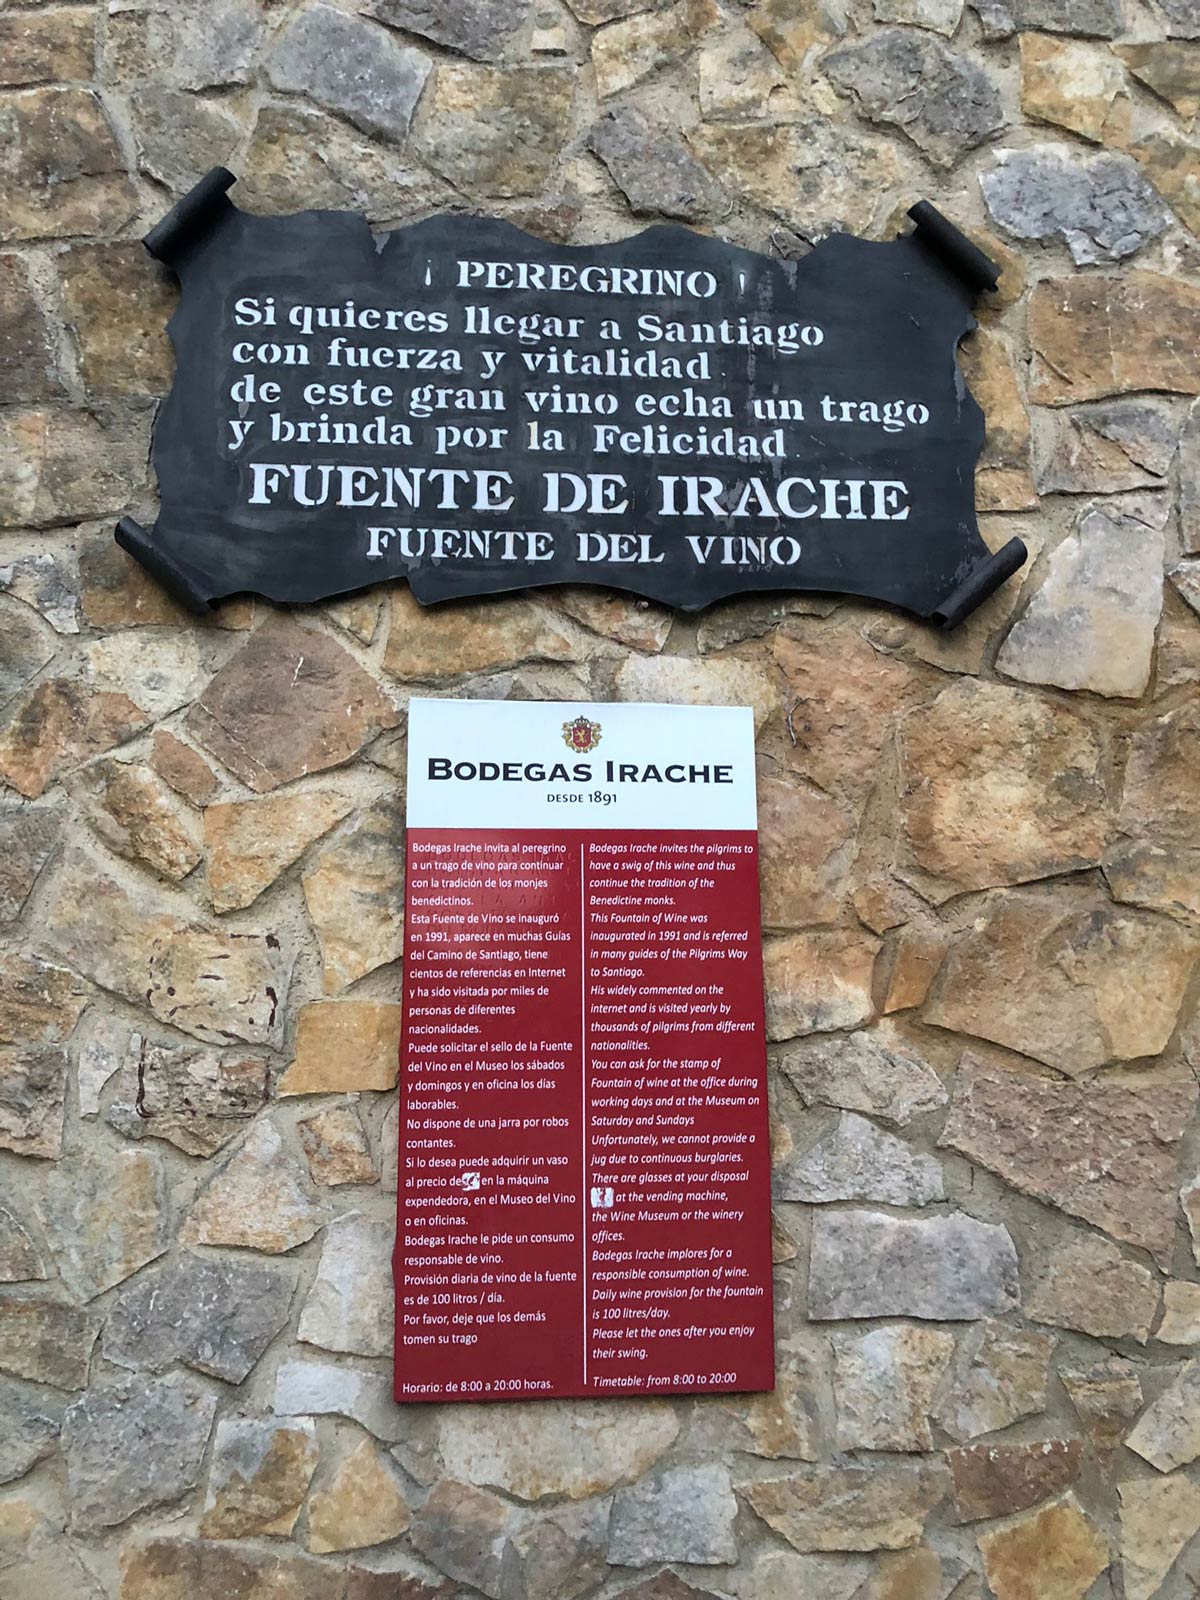 ¡ PEREGRINO !
Si quieres llegar a Santiago
con fuerza y vitalidad
de este gran vino echa un trago
y brinda por la Felicidad.
FUENTE DE IRACHE
FUENTE DEL VINO
BODEGAS IRACHE
DESDE 1891
Bodegas Irache invita al peregrino
a un trago de vino para continuar
con la tradición de los monjes
benedictinos.
Esta Fuente de Vino se inauguró
en 1991, aparece en muchas Guías
del Camino de Santiago, tiene
cientos de referencias en Internet
y ha sido visitada por miles de
personas de diferentes
nacionalidades.
Puede solicitar el sello de la Fuente
del Vino en el Museo los sábados
y domingos y en oficina los días
laborables.
No dispone de una jarra por robos
contantes.
Si lo desea puede adquirir un vaso
al precio de en la máquina
expendedora, en el Museo del Vino
o en oficinas.
Bodegas Irache le pide un consumo
responsable de vino.
Provisión diaria de vino de la fuente
es de 100 litros / día.
Por favor, deje que los demás
tomen su trago
Horario: de 8:00 a 20:00 horas.
Bodegas Irache invites the pilgrims to
have a swig of this wine and thus
continue the tradition of the
Benedictine monks.
This Fountain of Wine was
inaugurated in 1991 and is referred
in many guides of the Pilgrims Way
to Santiago.
His widely commented on the
internet and is visited yearly by
thousands of pilgrims from different
nationalities.
You can ask for the stamp of
Fountain of wine at the office during
working days and at the Museum on
Saturday and Sundays
Unfortunately, we cannot provide a
jug due to continuous burglaries.
There are glasses at your disposal
at the vending machine,
the Wine Museum or the winery
offices.
Bodegas Irache implores for a
responsible consumption of wine.
Daily wine provision for the fountain
is 100 litres/day.
Please let the ones after you enjoy
their swing.
Timetable: from 8:00 to 20:00